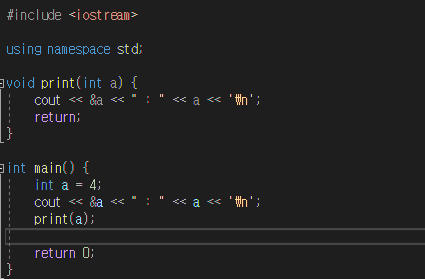 #include <iostream>
using namespace std;
void print(int a) {
cout << &a << " : " << a << '₩n';
return;
}
int main() {
int a = 4;
cout << &a << " : " << a << '₩n';
print(a);
return 0;
}